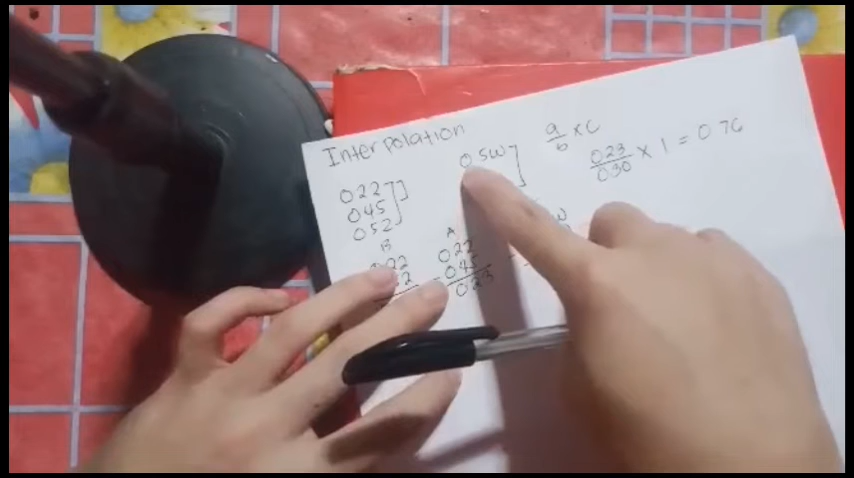 Interpolation
0.22
0.45
0.52
0.5W
a/b x C
0.23/0.30 x 1 = 0.76
B
A
0.22
0.45
0.23